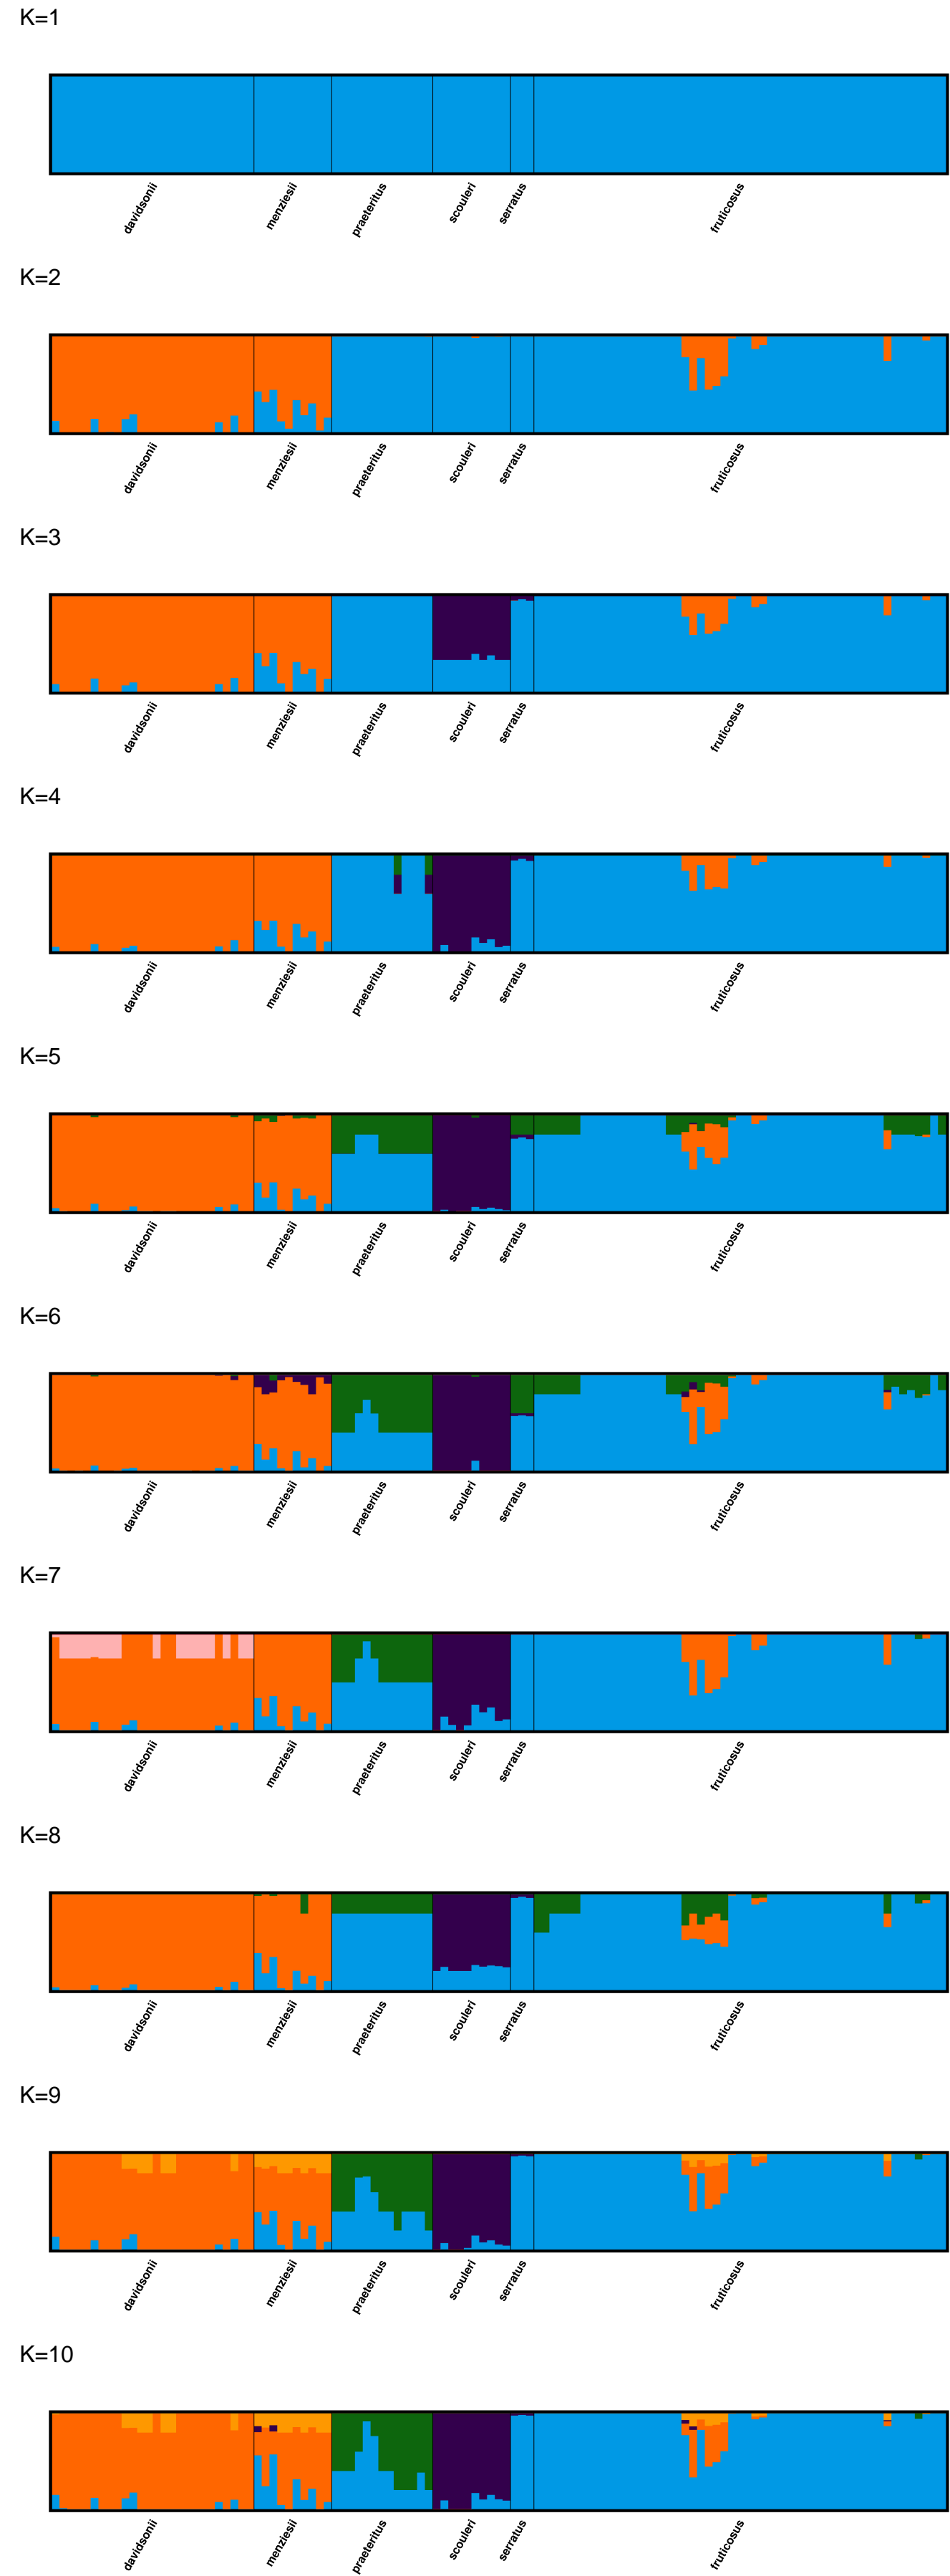 K=1
davidsonii menziesii praeteritus scouleri serratus fruticosus
K=2
davidsonii menziesii praeteritus scouleri serratus fruticosus
K=3
davidsonii menziesii praeteritus scouleri serratus fruticosus
K=4
davidsonii menziesii praeteritus scouleri serratus fruticosus
K=5
davidsonii menziesii praeteritus scouleri serratus fruticosus
K=6
davidsonii menziesii praeteritus scouleri serratus fruticosus
K=7
davidsonii menziesii praeteritus scouleri serratus fruticosus
K=8
davidsonii menziesii praeteritus scouleri serratus fruticosus
K=9
davidsonii menziesii praeteritus scouleri serratus fruticosus
K=10
davidsonii menziesii praeteritus scouleri serratus fruticosus